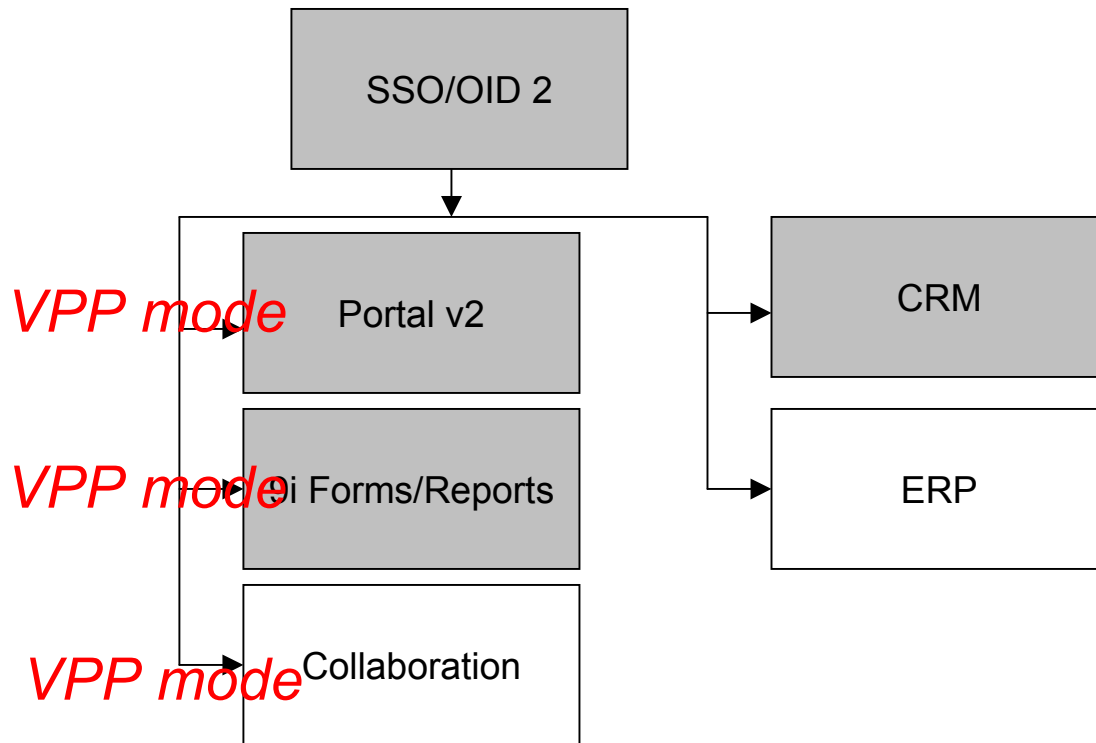 SSO/OID 2
VPP mode
Portal v2
CRM
VPP mode
9i Forms/Reports
ERP
VPP mode
Collaboration